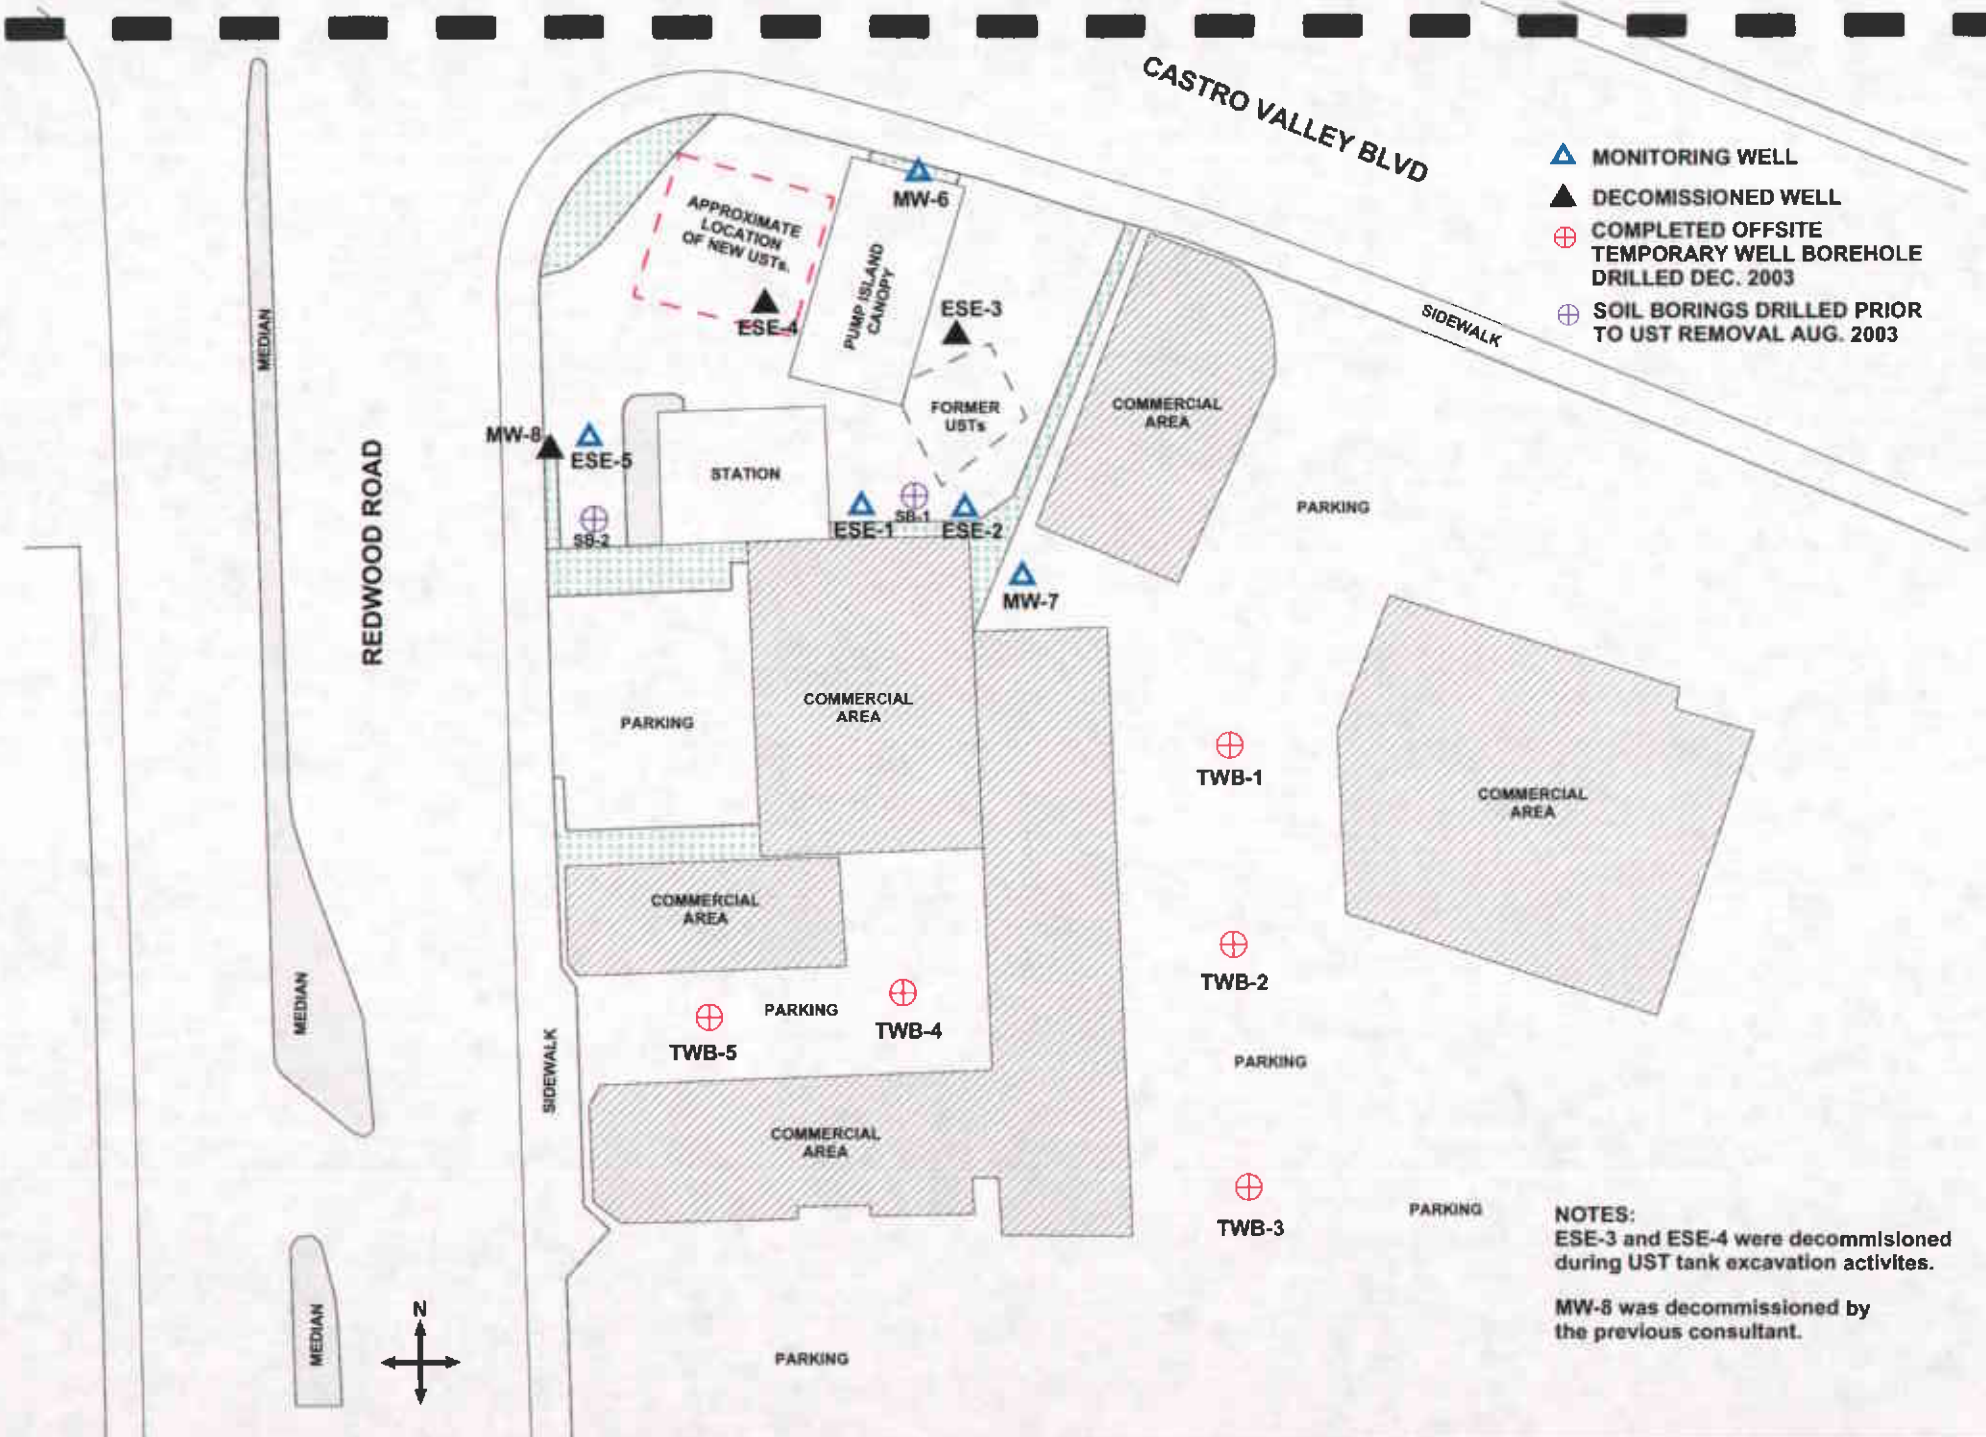 CASTRO VALLEY BLVD
MONITORING WELL
DECOMISSIONED WELL
COMPLETED OFFSITE
TEMPORARY WELL BOREHOLE
DRILLED DEC. 2003
SOIL BORINGS DRILLED PRIOR
TO UST REMOVAL AUG. 2003
MW-6
APPROXIMATE
LOCATION
OF NEW USTs.
PUMP ISLAND
CANOPY
ESE-4
ESE-3
SIDEWALK
MEDIAN
FORMER
USTs
COMMERCIAL
AREA
REDWOOD ROAD
MW-8
ESE-5
STATION
PARKING
SB-2
ESE-1
SB-1
ESE-2
MW-7
PARKING
COMMERCIAL
AREA
TWB-1
COMMERCIAL
AREA
COMMERCIAL
AREA
MEDIAN
TWB-5
PARKING
TWB-4
TWB-2
SIDEWALK
PARKING
COMMERCIAL
AREA
TWB-3
PARKING
NOTES:
ESE-3 and ESE-4 were decommisioned
during UST tank excavation activites.
MW-8 was decommissioned by
the previous consultant.
MEDIAN
N
PARKING